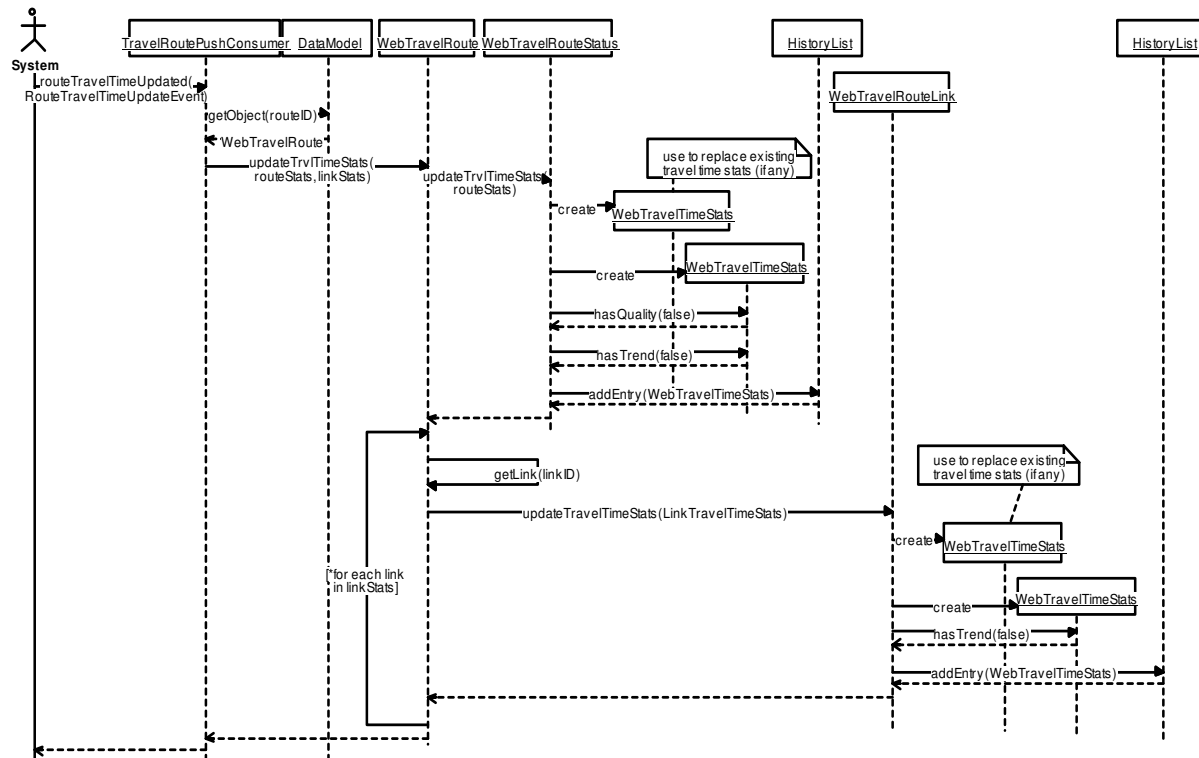 TravelRoutePushConsumer
DataModel
WebTravelRoute
WebTravelRouteStatus
HistoryList
HistoryList
System
routeTravelTimeUpdated(
RouteTravelTimeUpdateEvent)
WebTravelRouteLink
getObject(routeID)
WebTravelRoute
updateTrvlTimeStats(
routeStats, linkStats)
updateTrvlTimeStats
routeStats)
use to replace existing
travel time stats (if any)
create
WebTravelTimeStats
create
WebTravelTimeStats
hasQuality(false)
hasTrend(false)
addEntry(WebTravelTimeStats)
getLink(linkID)
use to replace existing
travel time stats (if any)
updateTravelTimeStats(LinkTravelTimeStats)
create
WebTravelTimeStats
[*for each link
in linkStats]
create
WebTravelTimeStats
hasTrend(false)
addEntry(WebTravelTimeStats)